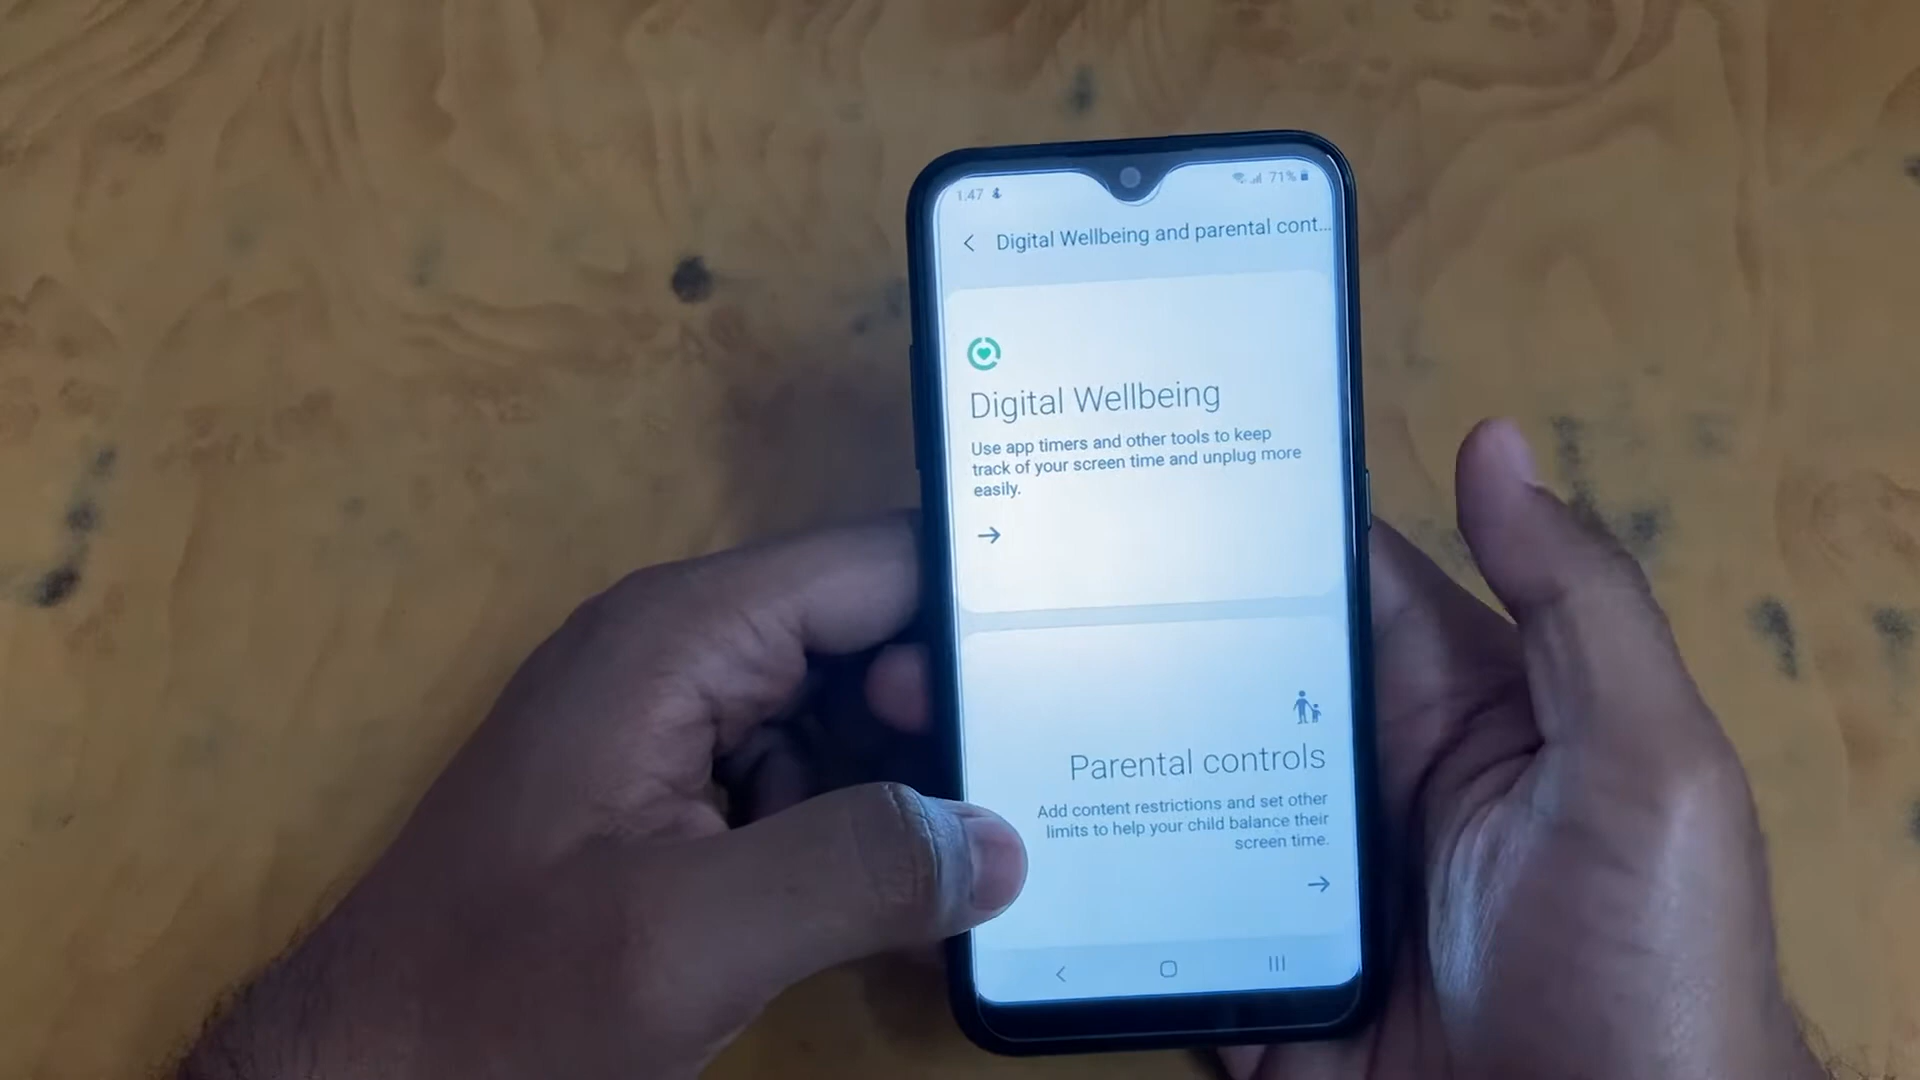 1.47
71%
Digital Wellbeing and parental cont...
Digital Wellbeing
Use app timers and other tools to keep
track of your screen time and unplug more
easily.
Parental controls
Add content restrictions and set other
limits to help your child balance their
screen time.